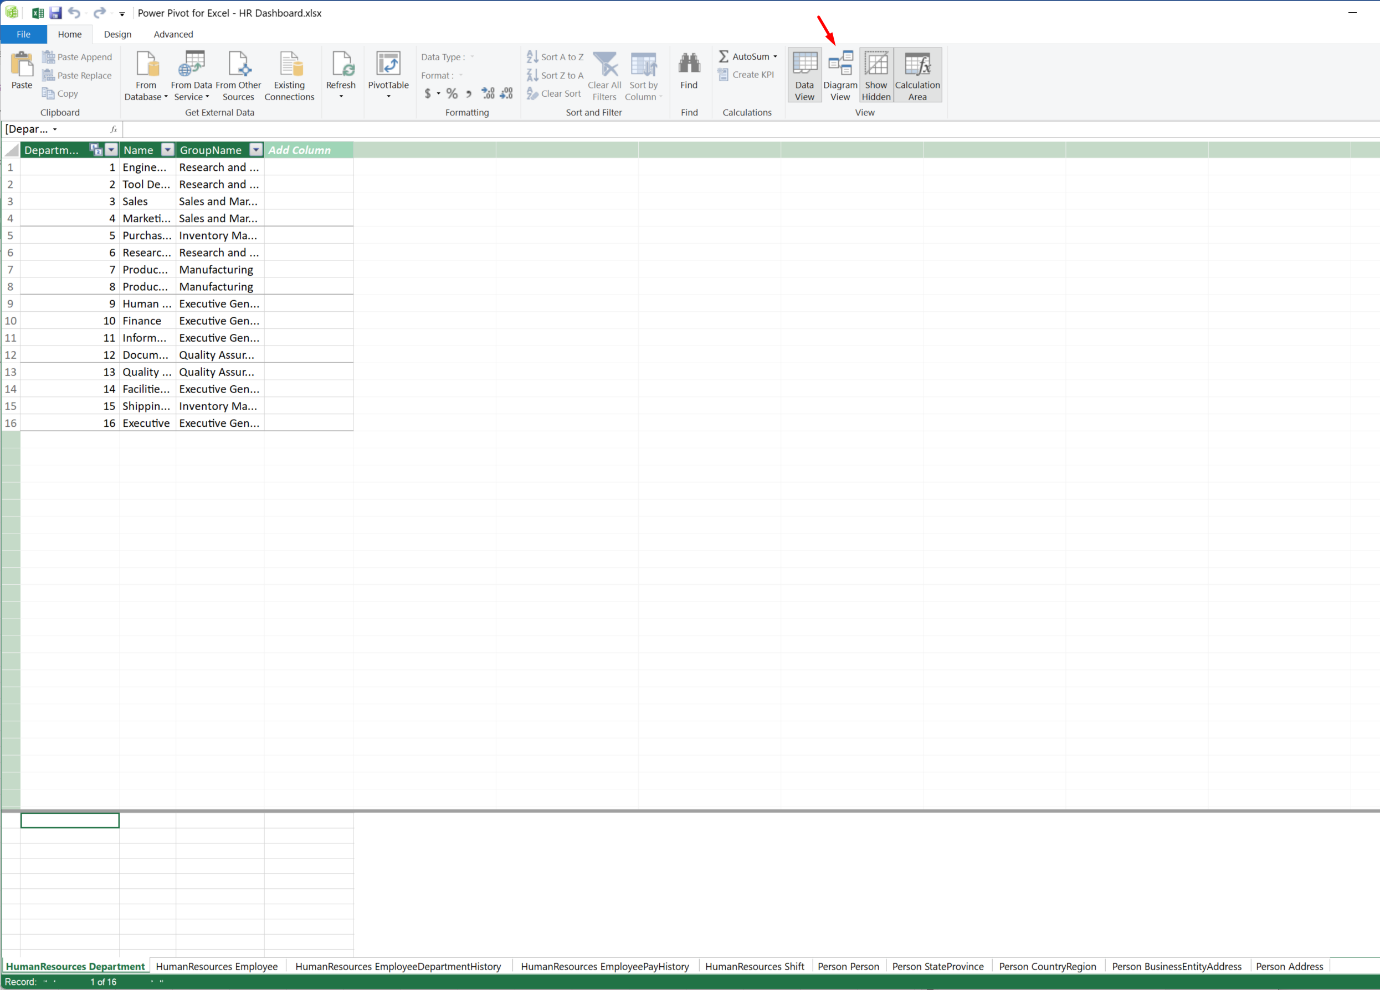 Power Pivot for Excel - HR Dashboard.xlsx
File Home Design Advanced
Paste
Paste Append
Paste Replace
Copy
Clipboard
From Database
From Data Service
From Other Sources
Existing Connections
Get External Data
Refresh
PivotTable
Data Type :
Format :
$ % ,
Formatting
Sort A to Z
Sort Z to A
Clear Sort
Clear All Filters
Sort by Column
Sort and Filter
Find
Find
AutoSum
Create KPI
Calculations
Data View
Diagram View
Show Hidden
Calculation Area
View
[Depar... fx
Departm... Name GroupName Add Column
1 1 Engine... Research and ...
2 2 Tool De... Research and ...
3 3 Sales Sales and Mar...
4 4 Marketi... Sales and Mar...
5 5 Purchas... Inventory Ma...
6 6 Researc... Research and ...
7 7 Produc... Manufacturing
8 8 Produc... Manufacturing
9 9 Human ... Executive Gen...
10 10 Finance Executive Gen...
11 11 Inform... Executive Gen...
12 12 Docum... Quality Assur...
13 13 Quality ... Quality Assur...
14 14 Facilitie... Executive Gen...
15 15 Shippin... Inventory Ma...
16 16 Executive Executive Gen...
HumanResources Department HumanResources Employee HumanResources EmployeeDepartmentHistory HumanResources EmployeePayHistory HumanResources Shift Person Person Person StateProvince Person CountryRegion Person BusinessEntityAddress Person Address
Record: 1 of 16